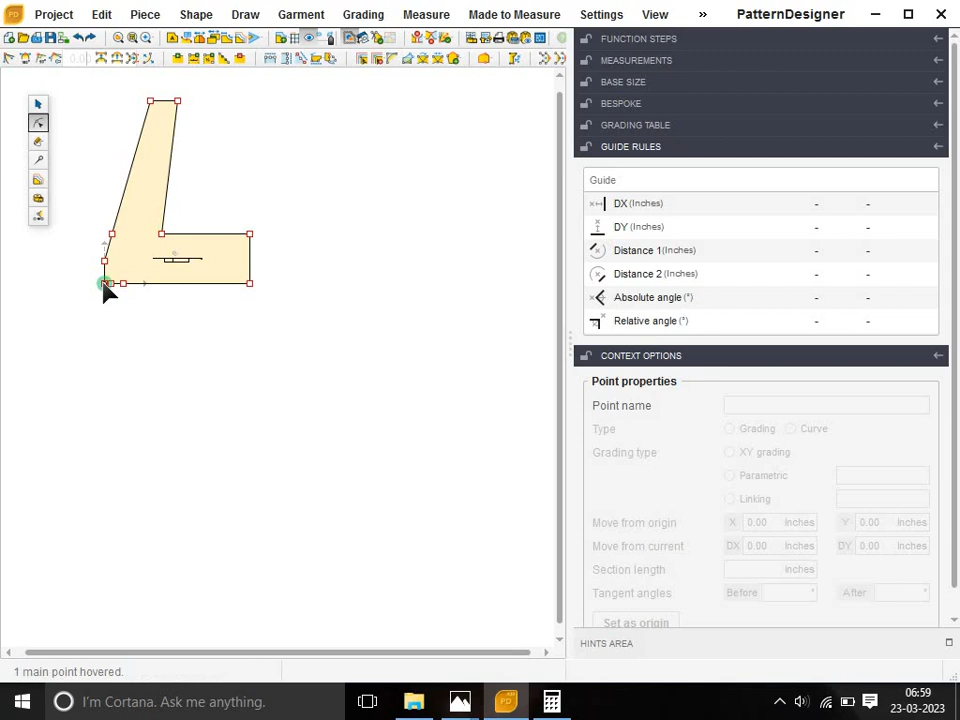 Project Edit Piece Shape Draw Garment Grading Measure Made to Measure Settings View » PatternDesigner
FUNCTION STEPS
MEASUREMENTS
BASE SIZE
BESPOKE
GRADING TABLE
GUIDE RULES
Guide
DX (Inches) - -
DY (Inches) - -
Distance 1 (Inches) - -
Distance 2 (Inches) - -
Absolute angle (°) - -
Relative angle (°) - -
CONTEXT OPTIONS
Point properties
Point name
Type Grading Curve
Grading type XY grading
Parametric
Linking
Move from origin X 0.00 Inches Y 0.00 Inches
Move from current DX 0.00 Inches DY 0.00 Inches
Section length Inches
Tangent angles Before ° After °
Set as origin
HINTS AREA
1 main point hovered.
I'm Cortana. Ask me anything.
06:59
23-03-2023